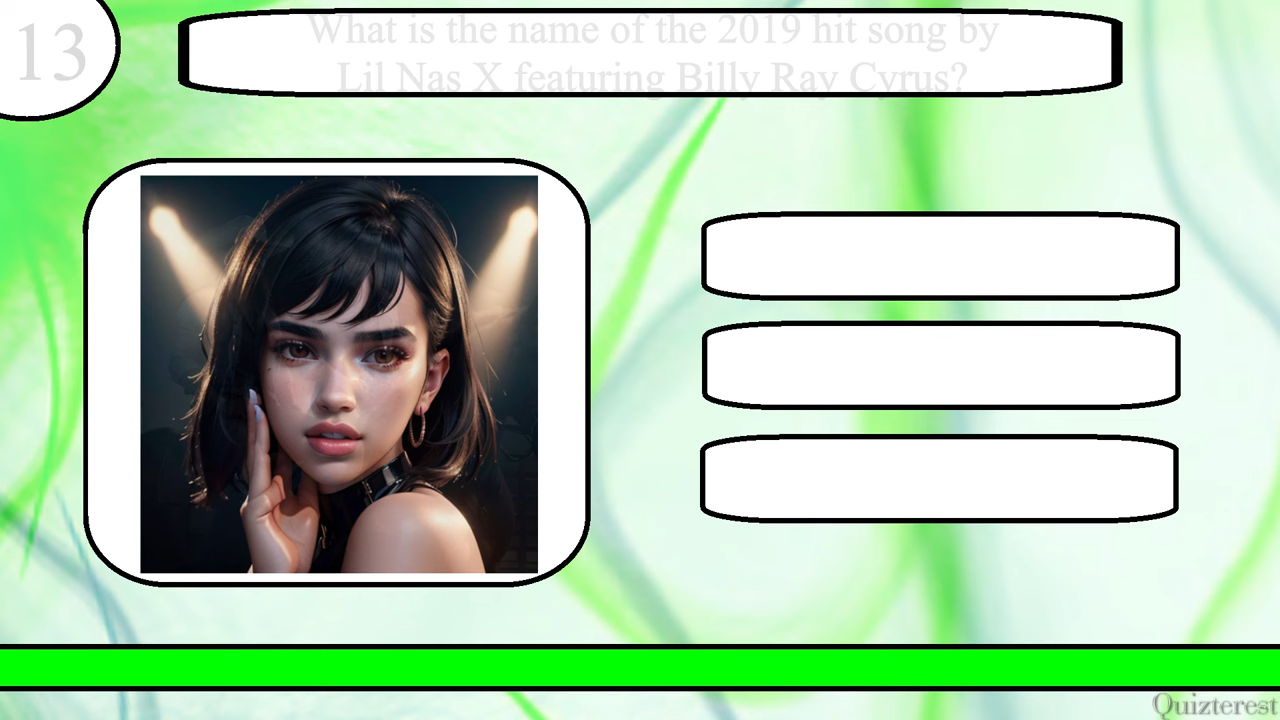 13
What is the name of the 2019 hit song by
Lil Nas X featuring Billy Ray Cyrus?
Quizterest